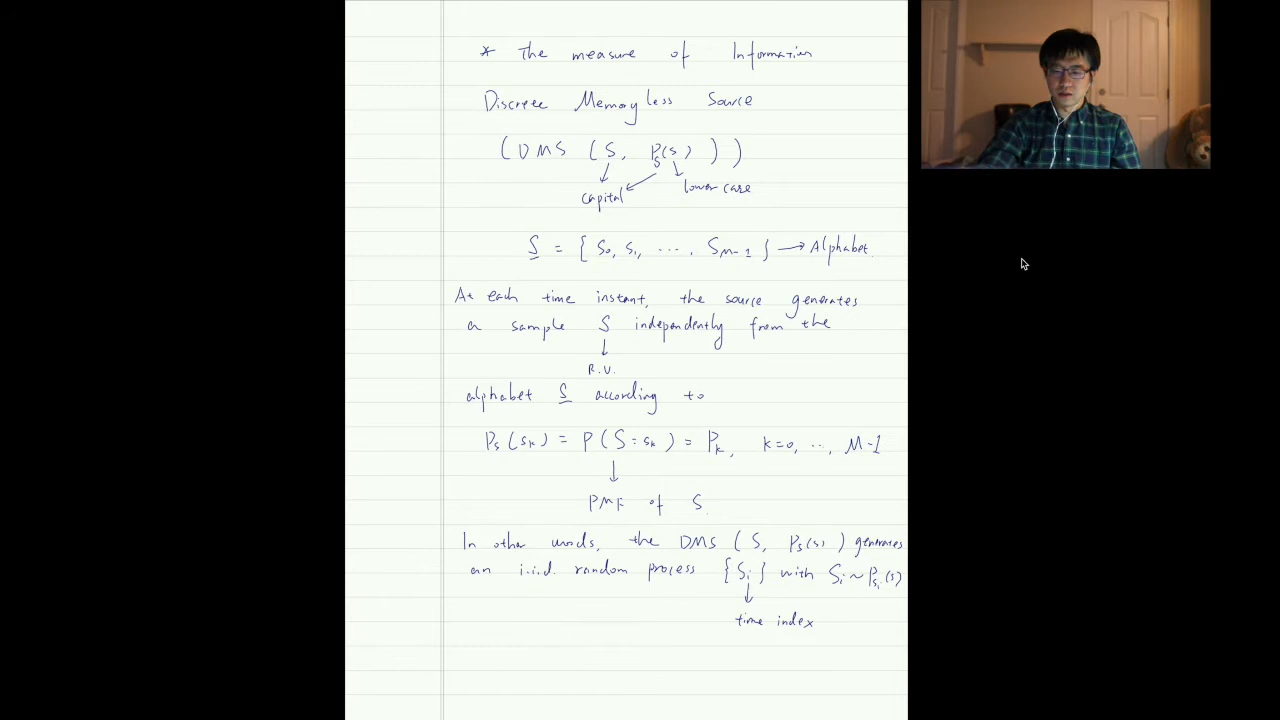 * The measure of Information
Discrete Memoryless Source
(DMS (S, Ps(s) ))
capital lower case
S = { S0, S1, ..., SM-1 } → Alphabet.
At each time instant, the source generates
a sample S independently from the
↓
R.V.
alphabet S according to
Ps(sk) = P(S=sk) = Pk, k=0, ..., M-1
↓
PMF of S.
In other words, the DMS (S, Ps(s)) generates
an i.i.d. random process {Si} with Si ~ Psi(s)
↓
time index